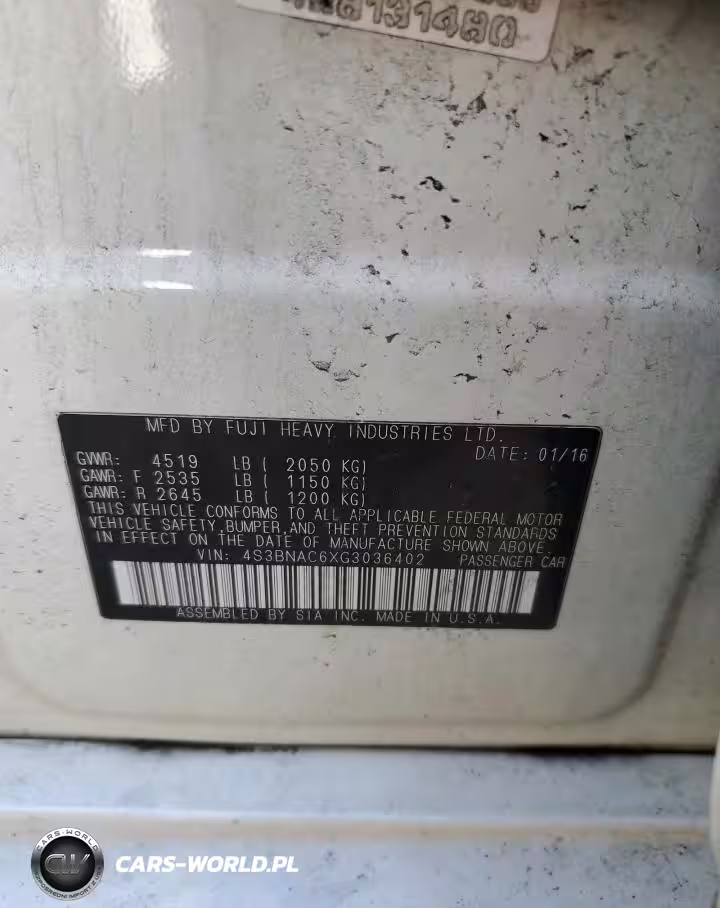 MFD BY FUJI HEAVY INDUSTRIES LTD.
DATE: 01/16
GVWR: 4519 LB ( 2050 KG)
GAWR: F 2535 LB ( 1150 KG)
GAWR: R 2645 LB ( 1200 KG)
THIS VEHICLE CONFORMS TO ALL APPLICABLE FEDERAL MOTOR
VEHICLE SAFETY, BUMPER, AND THEFT PREVENTION STANDARDS
IN EFFECT ON THE DATE OF MANUFACTURE SHOWN ABOVE.
VIN: 4S3BNAC6XG3036402 PASSENGER CAR
ASSEMBLED BY SIA INC. MADE IN U.S.A.
CARS-WORLD
CW
CARS-WORLD.PL